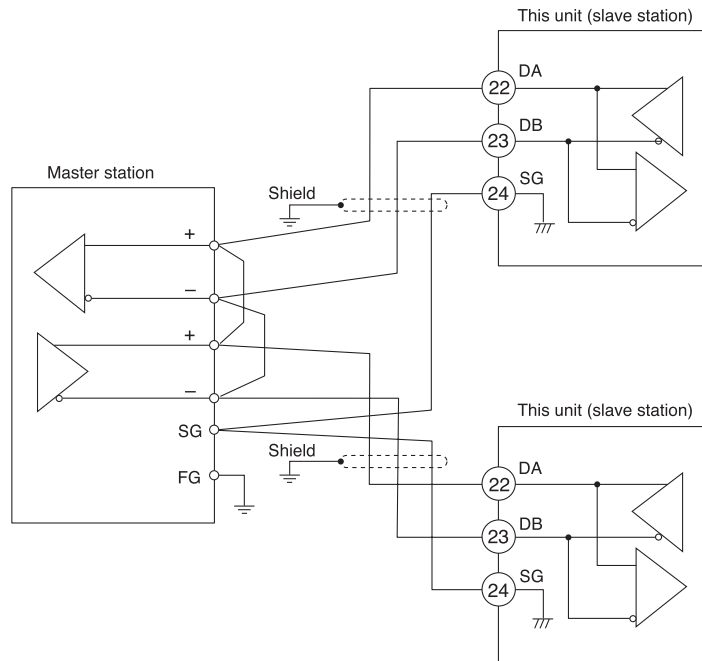 This unit (slave station)
22 DA
23 DB
24 SG
Master station
Shield
+
−
+
−
SG
FG
Shield
This unit (slave station)
22 DA
23 DB
24 SG